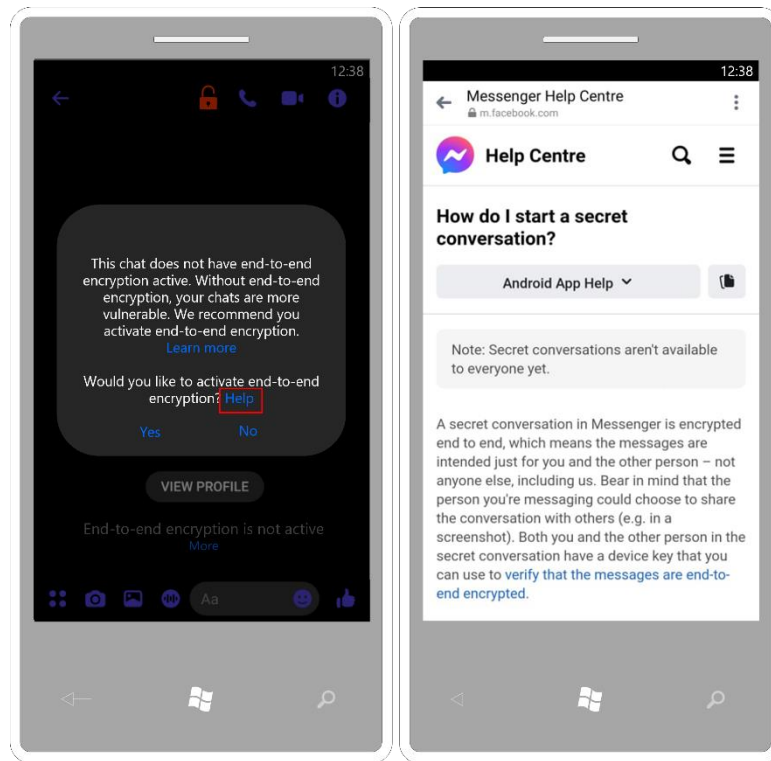 12:38
This chat does not have end-to-end
encryption active. Without end-to-end
encryption, your chats are more
vulnerable. We recommend you
activate end-to-end encryption.
Learn more
Would you like to activate end-to-end
encryption? Help
Yes No
VIEW PROFILE
End-to-end encryption is not active
More
Aa
12:38
Messenger Help Centre
m.facebook.com
Help Centre
How do I start a secret
conversation?
Android App Help
Note: Secret conversations aren't available
to everyone yet.
A secret conversation in Messenger is encrypted
end to end, which means the messages are
intended just for you and the other person – not
anyone else, including us. Bear in mind that the
person you're messaging could choose to share
the conversation with others (e.g. in a
screenshot). Both you and the other person in the
secret conversation have a device key that you
can use to verify that the messages are end-to-
end encrypted.